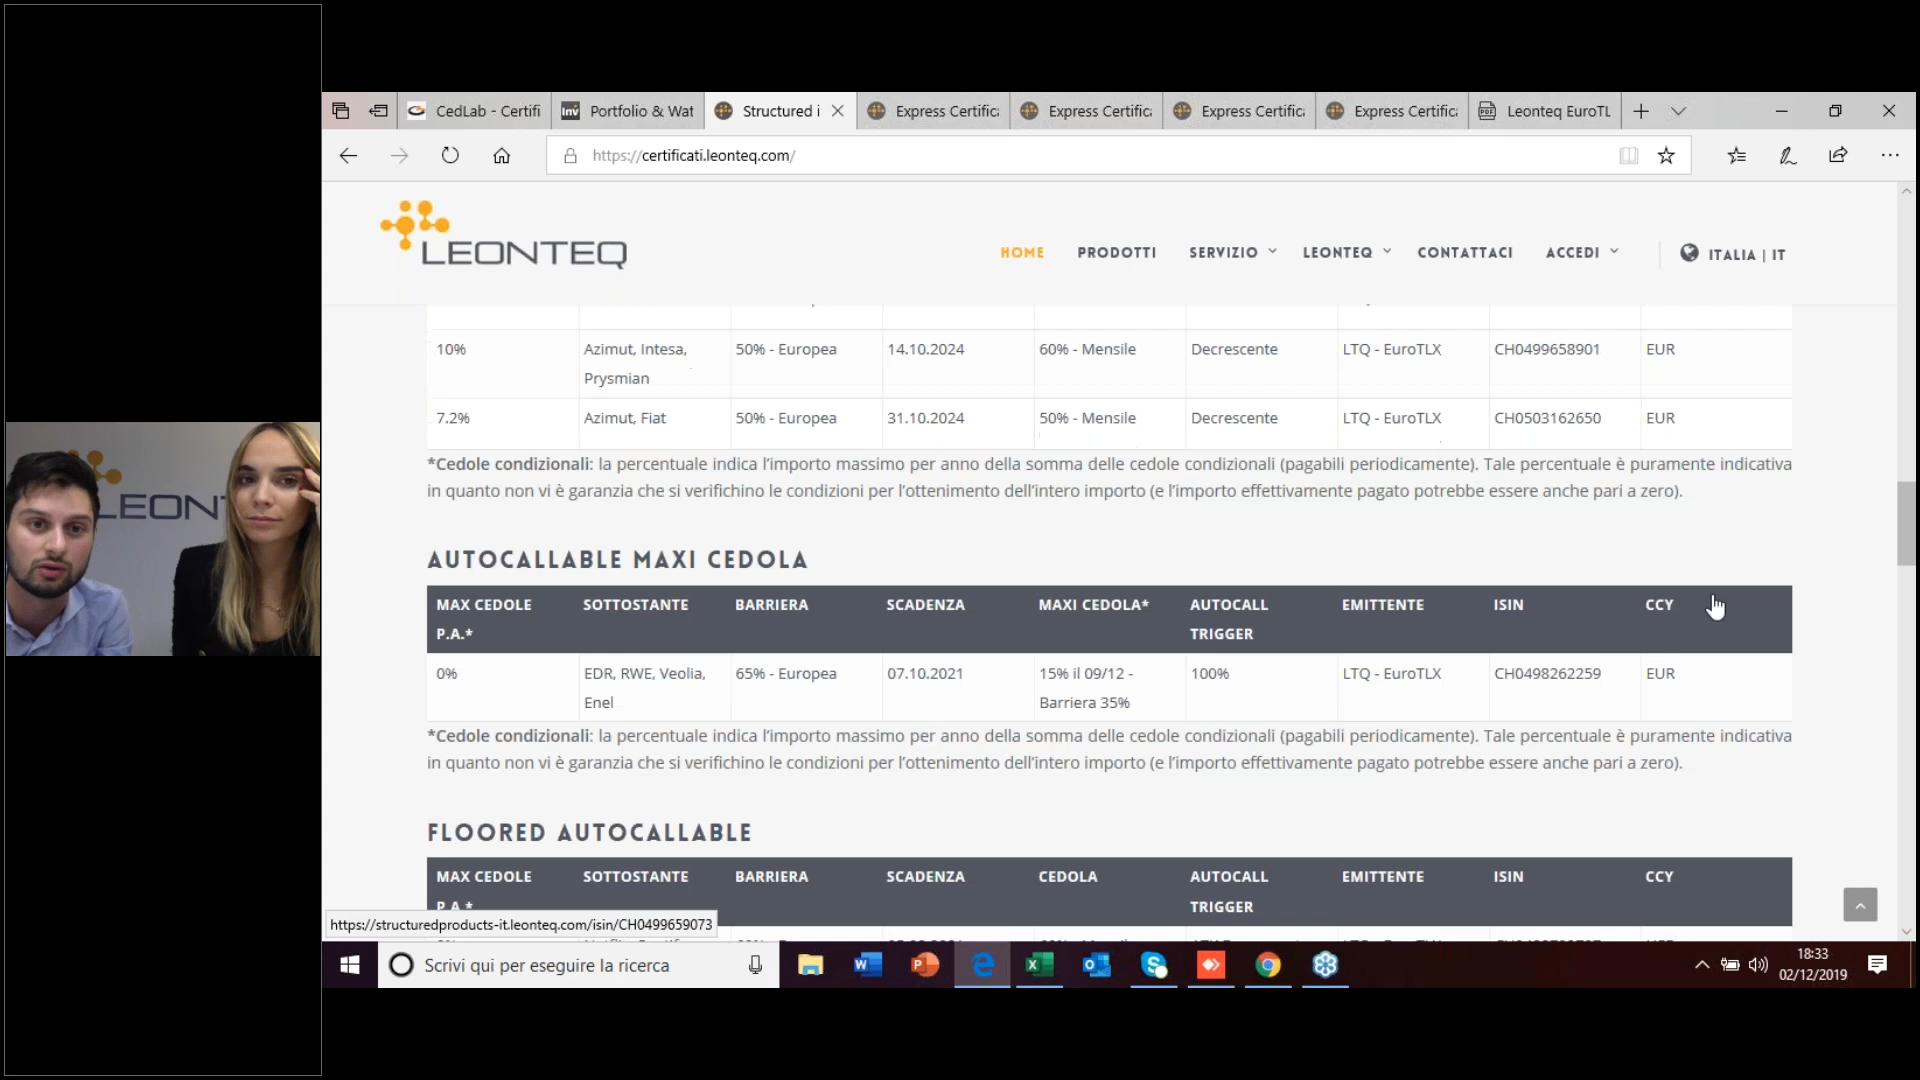 CedLab - Certifi
Portfolio & Wat
Structured i
Express Certific
Express Certific
Express Certific
Express Certific
Leonteq EuroTL
https://certificati.leonteq.com/
LEONTEQ
HOME
PRODOTTI
SERVIZIO
LEONTEQ
CONTATTACI
ACCEDI
ITALIA | IT
10% Azimut, Intesa, 50% - Europea 14.10.2024 60% - Mensile Decrescente LTQ - EuroTLX CH0499658901 EUR
Prysmian
7.2% Azimut, Fiat 50% - Europea 31.10.2024 50% - Mensile Decrescente LTQ - EuroTLX CH0503162650 EUR
*Cedole condizionali: la percentuale indica l'importo massimo per anno della somma delle cedole condizionali (pagabili periodicamente). Tale percentuale è puramente indicativa
in quanto non vi è garanzia che si verifichino le condizioni per l'ottenimento dell'intero importo (e l'importo effettivamente pagato potrebbe essere anche pari a zero).
AUTOCALLABLE MAXI CEDOLA
MAX CEDOLE SOTTOSTANTE BARRIERA SCADENZA MAXI CEDOLA* AUTOCALL EMITTENTE ISIN CCY
P.A.* TRIGGER
0% EDR, RWE, Veolia, 65% - Europea 07.10.2021 15% il 09/12 - 100% LTQ - EuroTLX CH0498262259 EUR
Enel Barriera 35%
*Cedole condizionali: la percentuale indica l'importo massimo per anno della somma delle cedole condizionali (pagabili periodicamente). Tale percentuale è puramente indicativa
in quanto non vi è garanzia che si verifichino le condizioni per l'ottenimento dell'intero importo (e l'importo effettivamente pagato potrebbe essere anche pari a zero).
FLOORED AUTOCALLABLE
MAX CEDOLE SOTTOSTANTE BARRIERA SCADENZA CEDOLA AUTOCALL EMITTENTE ISIN CCY
P.A.* TRIGGER
https://structuredproducts-it.leonteq.com/isin/CH0499659073
Scrivi qui per eseguire la ricerca
18:33
02/12/2019